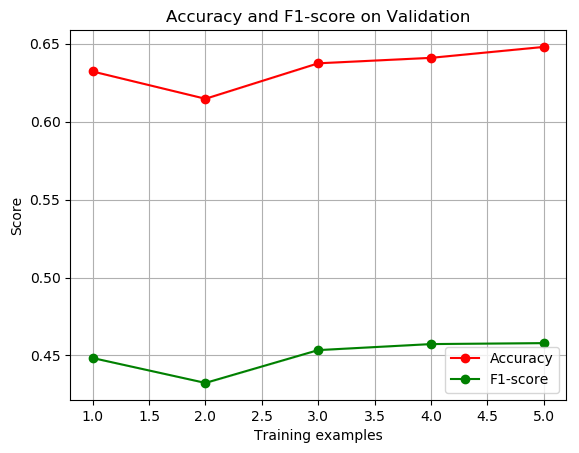 Accuracy and F1-score on Validation
0.65
0.60
0.55
0.50
0.45
Score
Accuracy
F1-score
1.0 1.5 2.0 2.5 3.0 3.5 4.0 4.5 5.0
Training examples